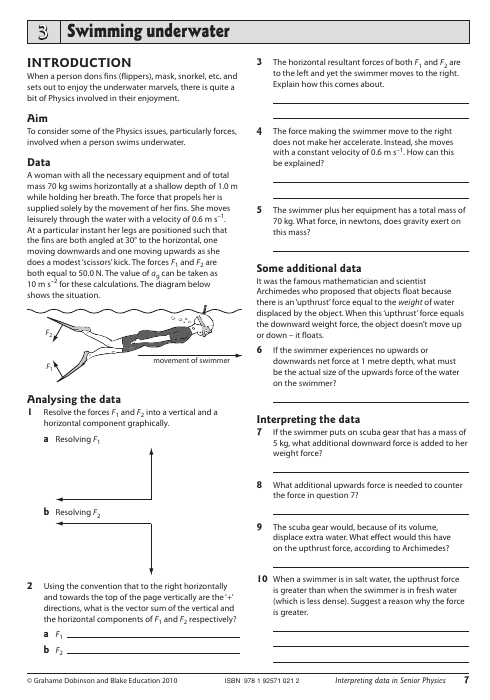 3 Swimming underwater
INTRODUCTION
When a person dons fins (flippers), mask, snorkel, etc. and
sets out to enjoy the underwater marvels, there is quite a
bit of Physics involved in their enjoyment.
Aim
To consider some of the Physics issues, particularly forces,
involved when a person swims underwater.
Data
A woman with all the necessary equipment and of total
mass 70 kg swims horizontally at a shallow depth of 1.0 m
while holding her breath. The force that propels her is
supplied solely by the movement of her fins. She moves
leisurely through the water with a velocity of 0.6 m s⁻¹.
At a particular instant her legs are positioned such that
the fins are both angled at 30° to the horizontal, one
moving downwards and one moving upwards as she
does a modest 'scissors' kick. The forces F₁ and F₂ are
both equal to 50.0 N. The value of a_g can be taken as
10 m s⁻² for these calculations. The diagram below
shows the situation.
F₂
F₁
movement of swimmer
Analysing the data
1 Resolve the forces F₁ and F₂ into a vertical and a
horizontal component graphically.
a Resolving F₁
b Resolving F₂
2 Using the convention that to the right horizontally
and towards the top of the page vertically are the '+'
directions, what is the vector sum of the vertical and
the horizontal components of F₁ and F₂ respectively?
a F₁
b F₂
3 The horizontal resultant forces of both F₁ and F₂ are
to the left and yet the swimmer moves to the right.
Explain how this comes about.
4 The force making the swimmer move to the right
does not make her accelerate. Instead, she moves
with a constant velocity of 0.6 m s⁻¹. How can this
be explained?
5 The swimmer plus her equipment has a total mass of
70 kg. What force, in newtons, does gravity exert on
this mass?
Some additional data
It was the famous mathematician and scientist
Archimedes who proposed that objects float because
there is an 'upthrust' force equal to the weight of water
displaced by the object. When this 'upthrust' force equals
the downward weight force, the object doesn't move up
or down – it floats.
6 If the swimmer experiences no upwards or
downwards net force at 1 metre depth, what must
be the actual size of the upwards force of the water
on the swimmer?
Interpreting the data
7 If the swimmer puts on scuba gear that has a mass of
5 kg, what additional downward force is added to her
weight force?
8 What additional upwards force is needed to counter
the force in question 7?
9 The scuba gear would, because of its volume,
displace extra water. What effect would this have
on the upthrust force, according to Archimedes?
10 When a swimmer is in salt water, the upthrust force
is greater than when the swimmer is in fresh water
(which is less dense). Suggest a reason why the force
is greater.
© Grahame Dobinson and Blake Education 2010 ISBN 978 1 92571 021 2 Interpreting data in Senior Physics 7